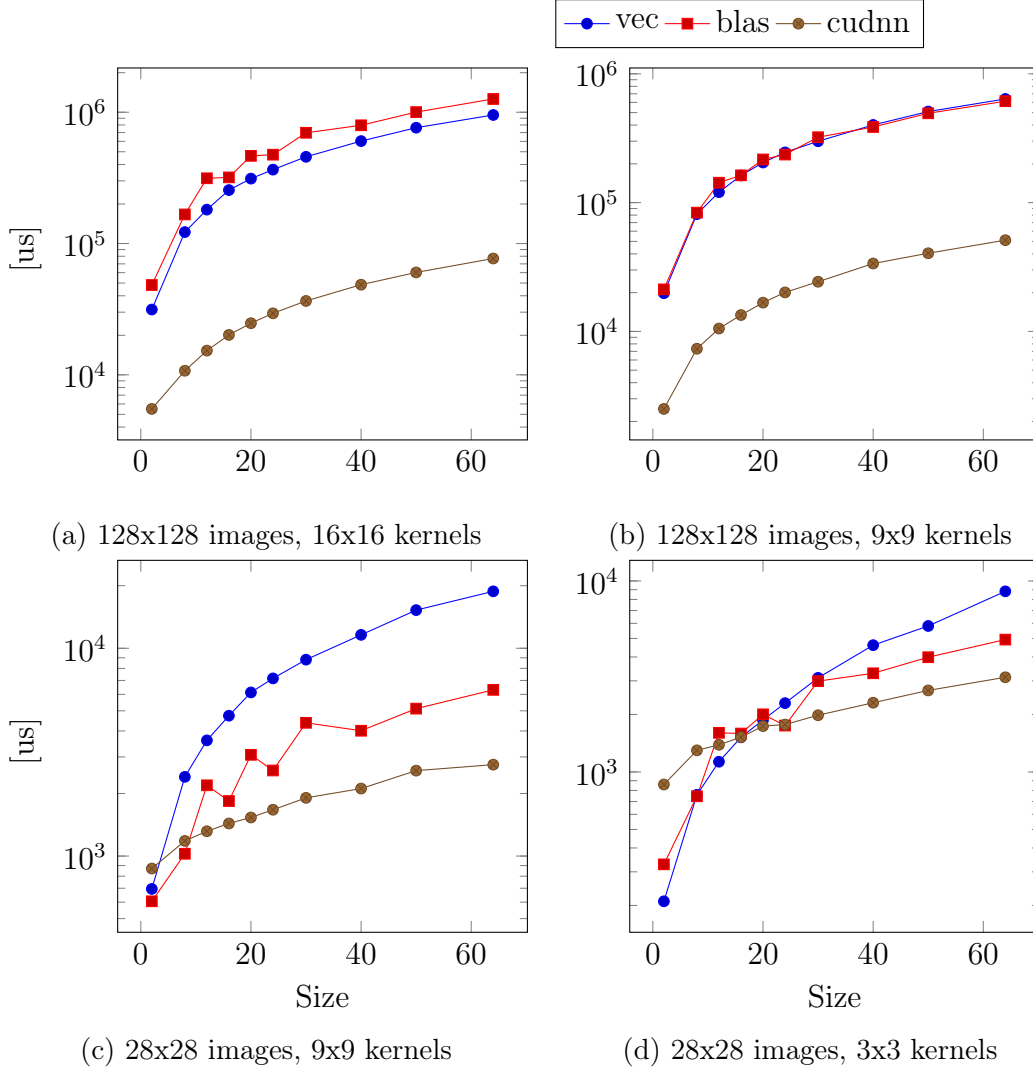 vec blas cudnn
10^6
10^5
10^4
[us]
0 20 40 60
(a) 128x128 images, 16x16 kernels
10^6
10^5
10^4
0 20 40 60
(b) 128x128 images, 9x9 kernels
10^4
10^3
[us]
0 20 40 60
Size
(c) 28x28 images, 9x9 kernels
10^4
10^3
0 20 40 60
Size
(d) 28x28 images, 3x3 kernels